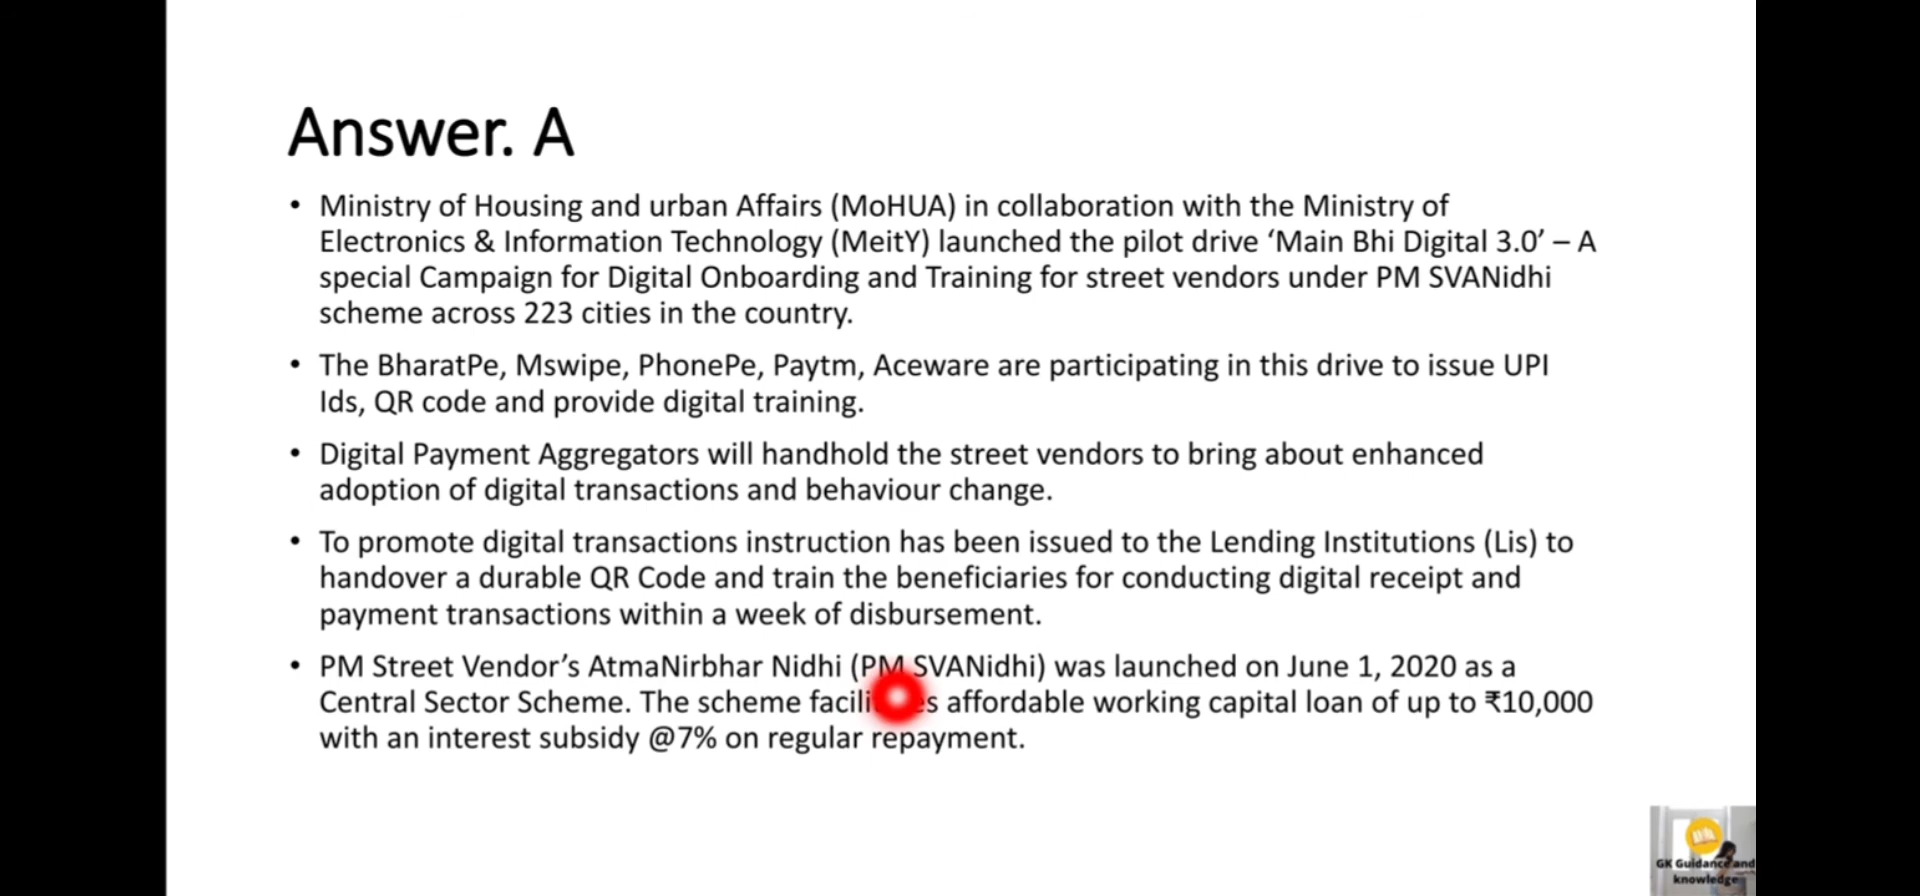 Answer. A
• Ministry of Housing and urban Affairs (MoHUA) in collaboration with the Ministry of
Electronics & Information Technology (MeitY) launched the pilot drive ‘Main Bhi Digital 3.0’ – A
special Campaign for Digital Onboarding and Training for street vendors under PM SVANidhi
scheme across 223 cities in the country.
• The BharatPe, Mswipe, PhonePe, Paytm, Aceware are participating in this drive to issue UPI
Ids, QR code and provide digital training.
• Digital Payment Aggregators will handhold the street vendors to bring about enhanced
adoption of digital transactions and behaviour change.
• To promote digital transactions instruction has been issued to the Lending Institutions (Lis) to
handover a durable QR Code and train the beneficiaries for conducting digital receipt and
payment transactions within a week of disbursement.
• PM Street Vendor’s AtmaNirbhar Nidhi (PM SVANidhi) was launched on June 1, 2020 as a
Central Sector Scheme. The scheme affordable working capital loan of up to ₹10,000
with an interest subsidy @7% on regular repayment.
GK Guidance and
knowledge